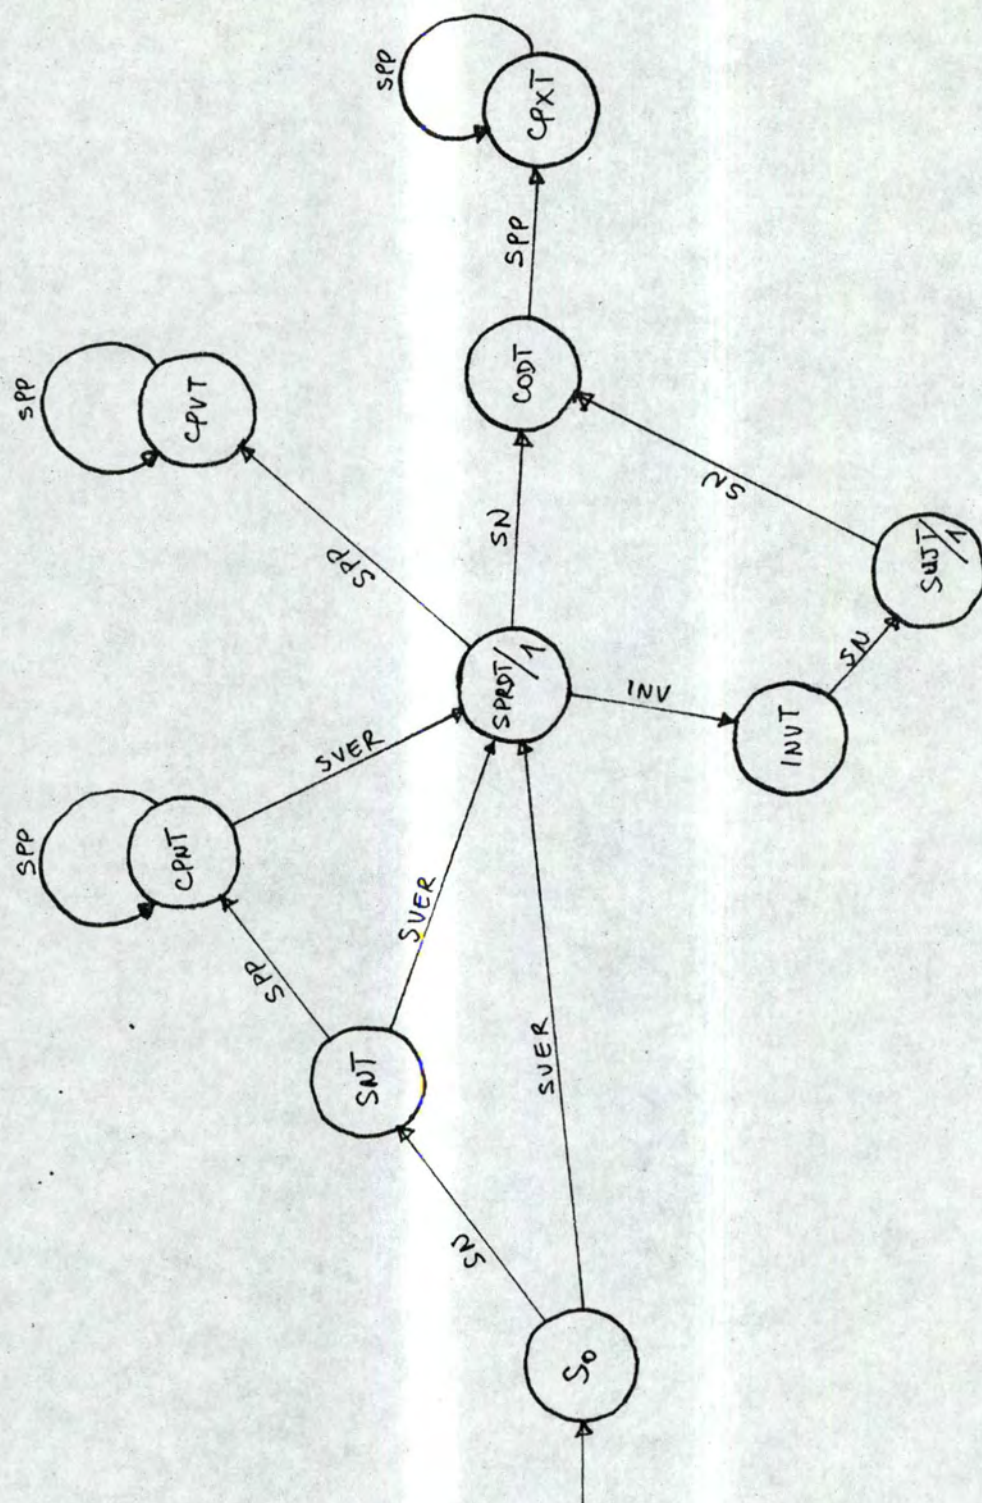 SPP
CPXT
SPP
CODT
SPP
CPVT
SPP
SN
SN
SUJT/1
SN
INVT
INV
SPRDT/1
SVER
SPP
CPNT
SPP
SVER
SNT
SVER
SN
S0